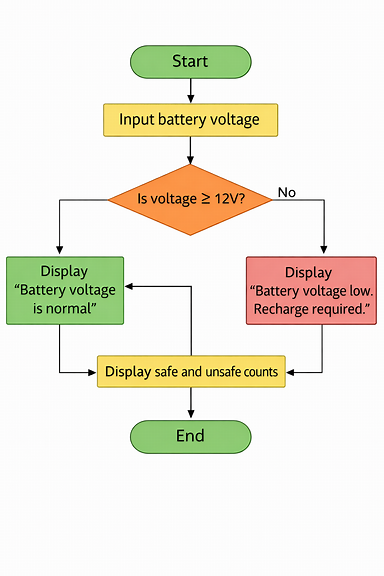 Start
Input battery voltage
Is voltage ≥ 12V?
No
Display
“Battery voltage
is normal”
Display
“Battery voltage low.
Recharge required.”
Display safe and unsafe counts
End